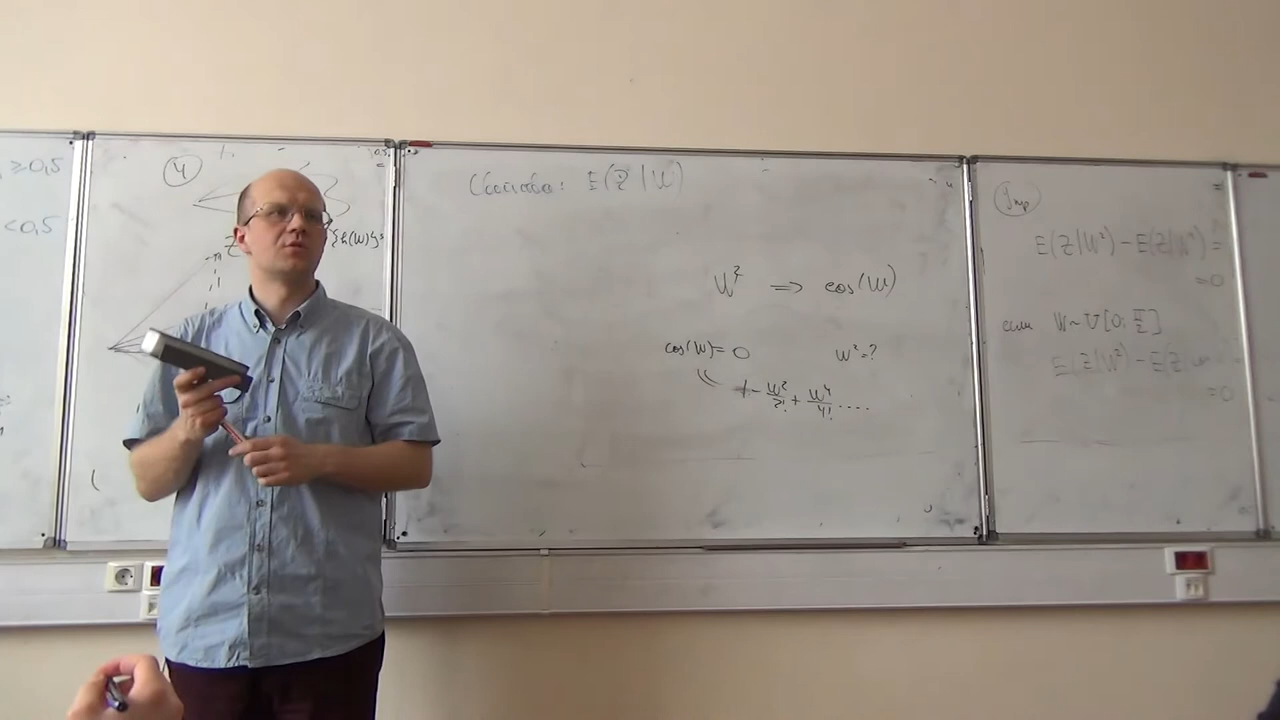 ≥0,5
<0,5
4
{h(W)}
Свойства: E(Z | W)
W² => cos(W)
cos(W)=0 W²=?
1 - W²/2! + W⁴/4! ....
Упр
E(Z|W²) - E(Z|W⁴) =
=0
если W~U[0;
E(Z|W²) - E(Z
=0